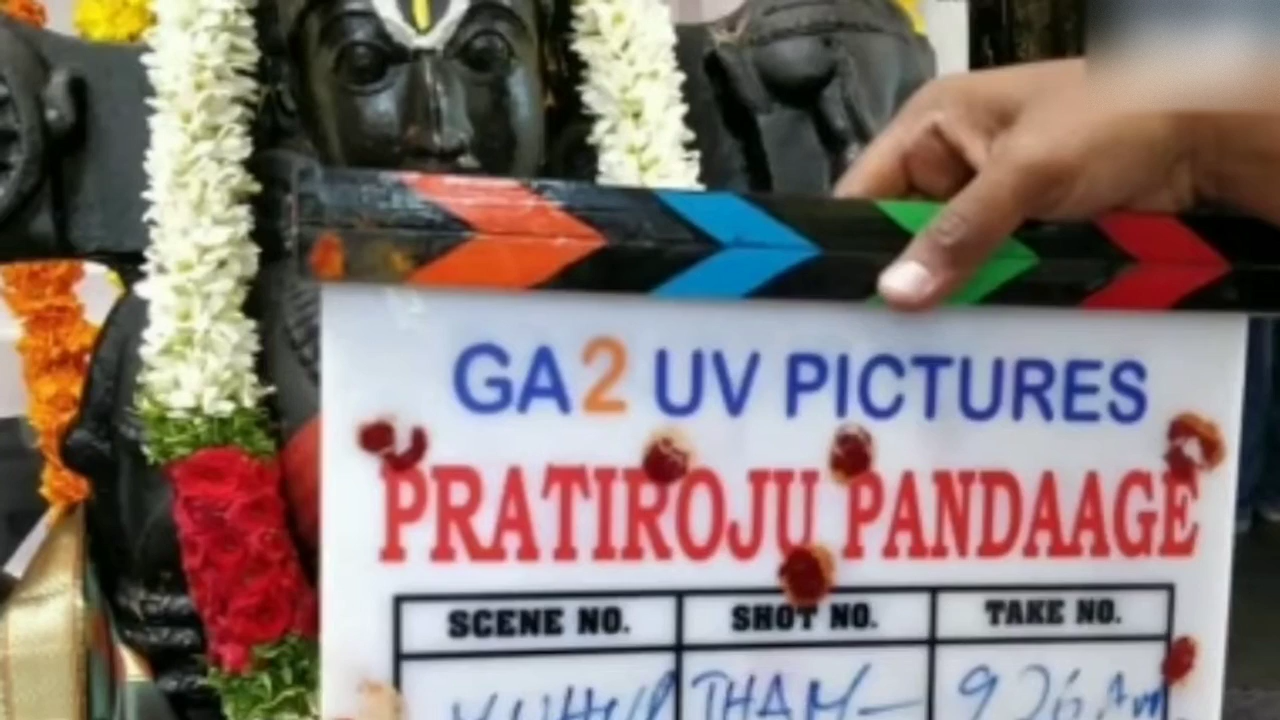 GA2 UV PICTURES
PRATIROJU PANDAAGE
SCENE NO. SHOT NO. TAKE NO.